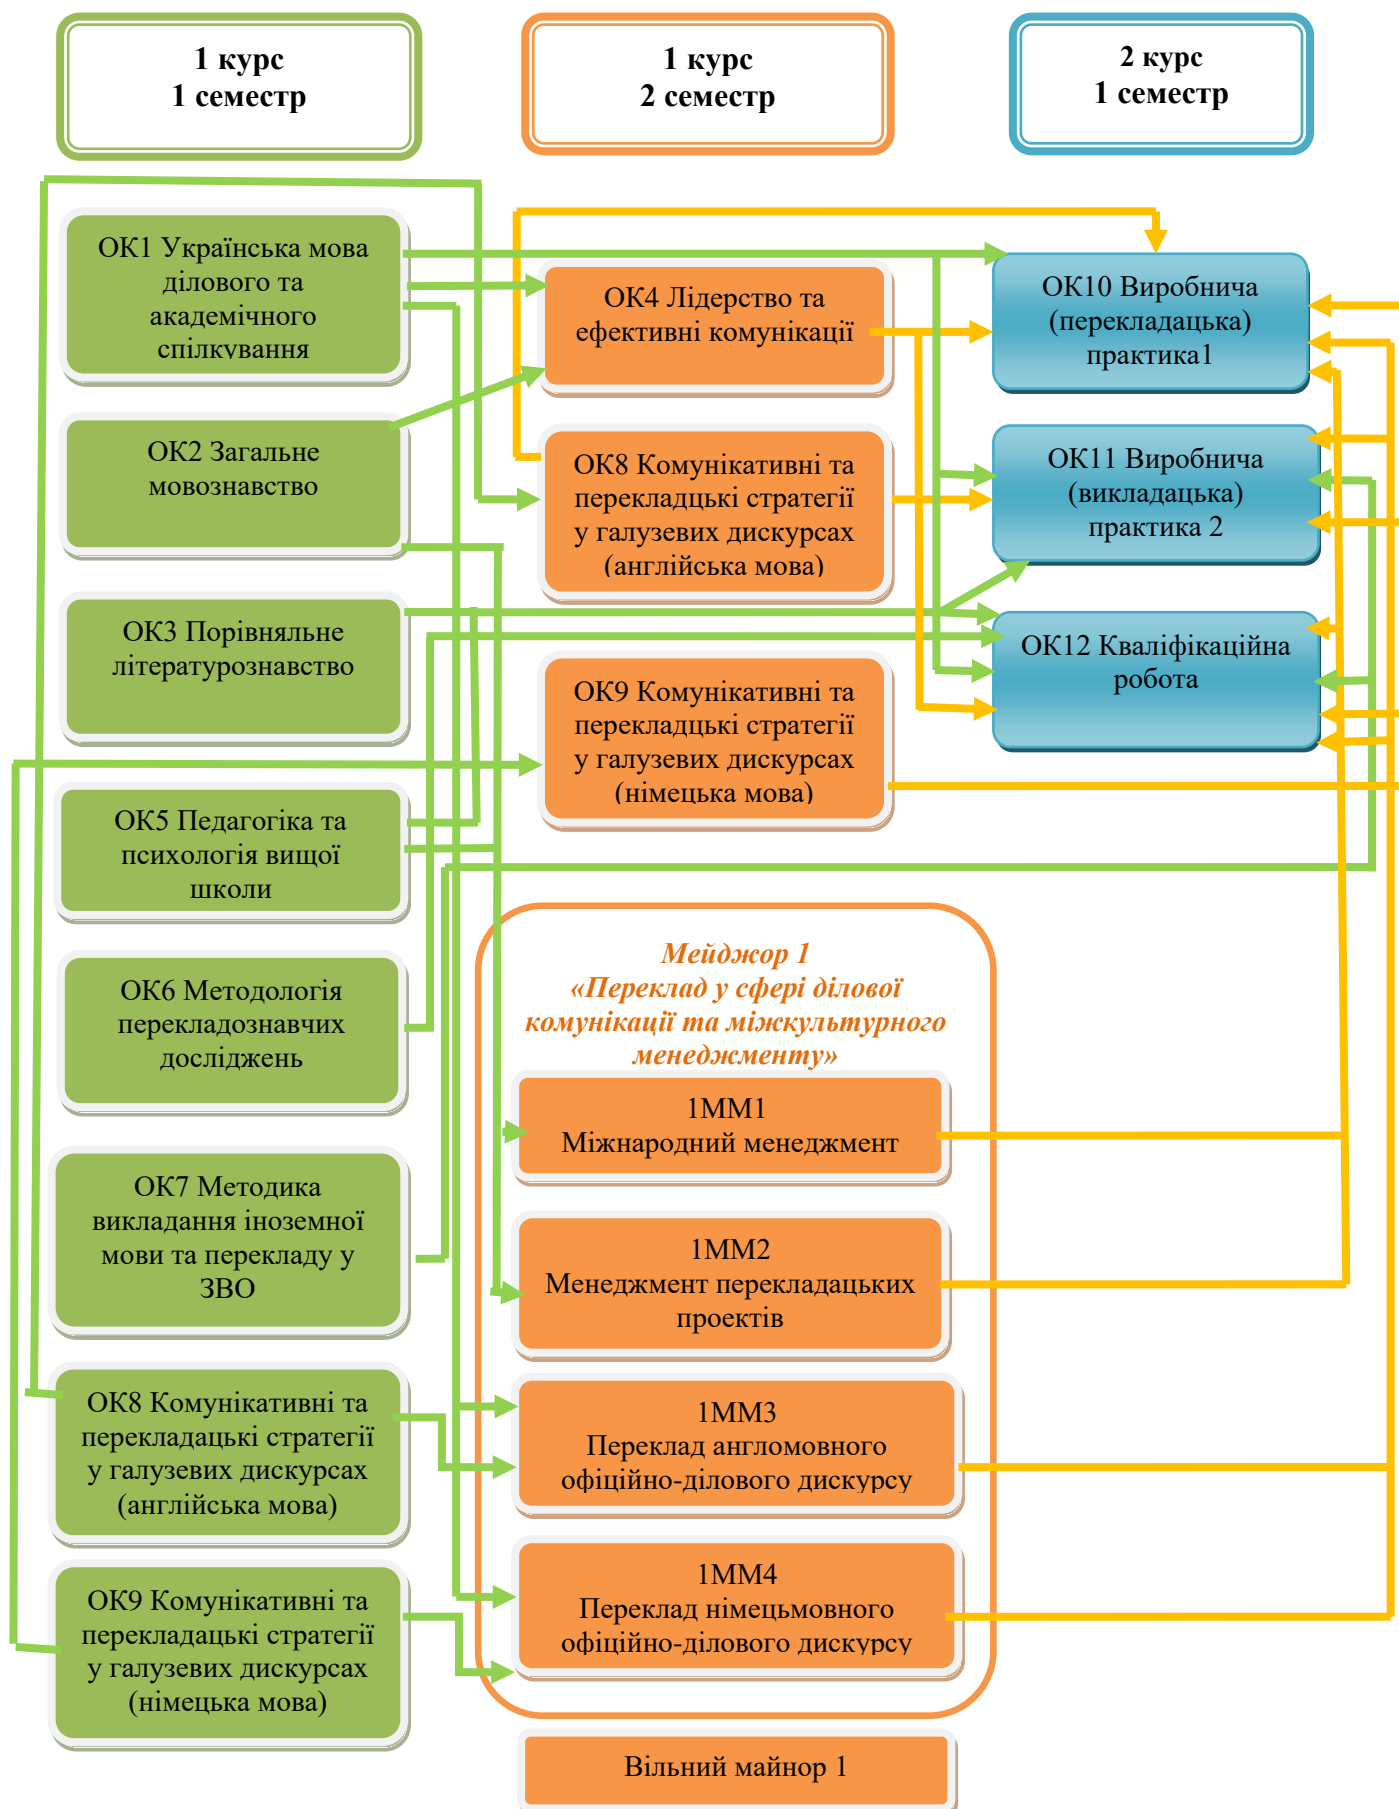 1 курс
1 семестр
1 курс
2 семестр
2 курс
1 семестр
ОК1 Українська мова
ділового та
академічного
спілкування
ОК2 Загальне
мовознавство
ОК3 Порівняльне
літературознавство
ОК5 Педагогіка та
психологія вищої
школи
ОК6 Методологія
перекладознавчих
досліджень
ОК7 Методика
викладання іноземної
мови та перекладу у
ЗВО
ОК8 Комунікативні та
перекладацькі стратегії
у галузевих дискурсах
(англійська мова)
ОК9 Комунікативні та
перекладацькі стратегії
у галузевих дискурсах
(німецька мова)
ОК4 Лідерство та
ефективні комунікації
ОК8 Комунікативні та
перекладцькі стратегії
у галузевих дискурсах
(англійська мова)
ОК9 Комунікативні та
перекладцькі стратегії
у галузевих дискурсах
(німецька мова)
Мейджор 1
«Переклад у сфері ділової
комунікації та міжкультурного
менеджменту»
1ММ1
Міжнародний менеджмент
1ММ2
Менеджмент перекладацьких
проектів
1ММ3
Переклад англомовного
офіційно-ділового дискурсу
1ММ4
Переклад німецьмовного
офіційно-ділового дискурсу
Вільний майнор 1
ОК10 Виробнича
(перекладацька)
практика1
ОК11 Виробнича
(викладацька)
практика 2
ОК12 Кваліфікаційна
робота